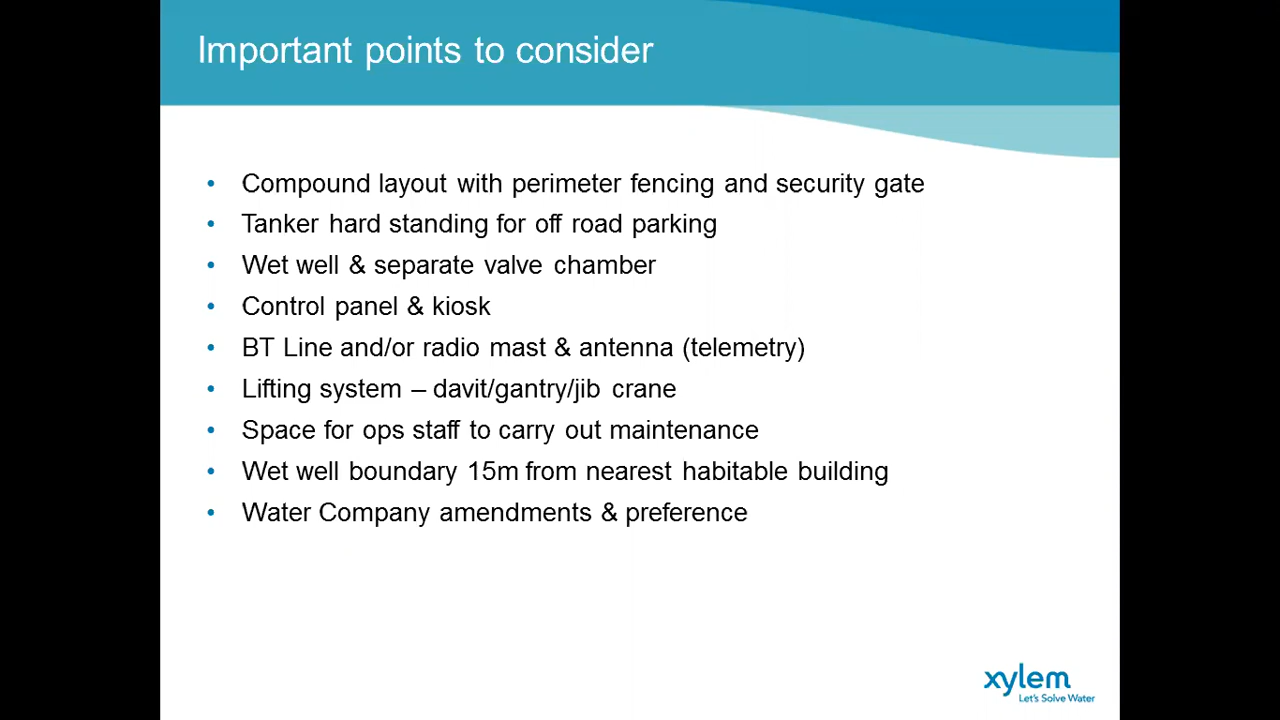 Important points to consider
• Compound layout with perimeter fencing and security gate
• Tanker hard standing for off road parking
• Wet well & separate valve chamber
• Control panel & kiosk
• BT Line and/or radio mast & antenna (telemetry)
• Lifting system – davit/gantry/jib crane
• Space for ops staff to carry out maintenance
• Wet well boundary 15m from nearest habitable building
• Water Company amendments & preference
xylem
Let's Solve Water